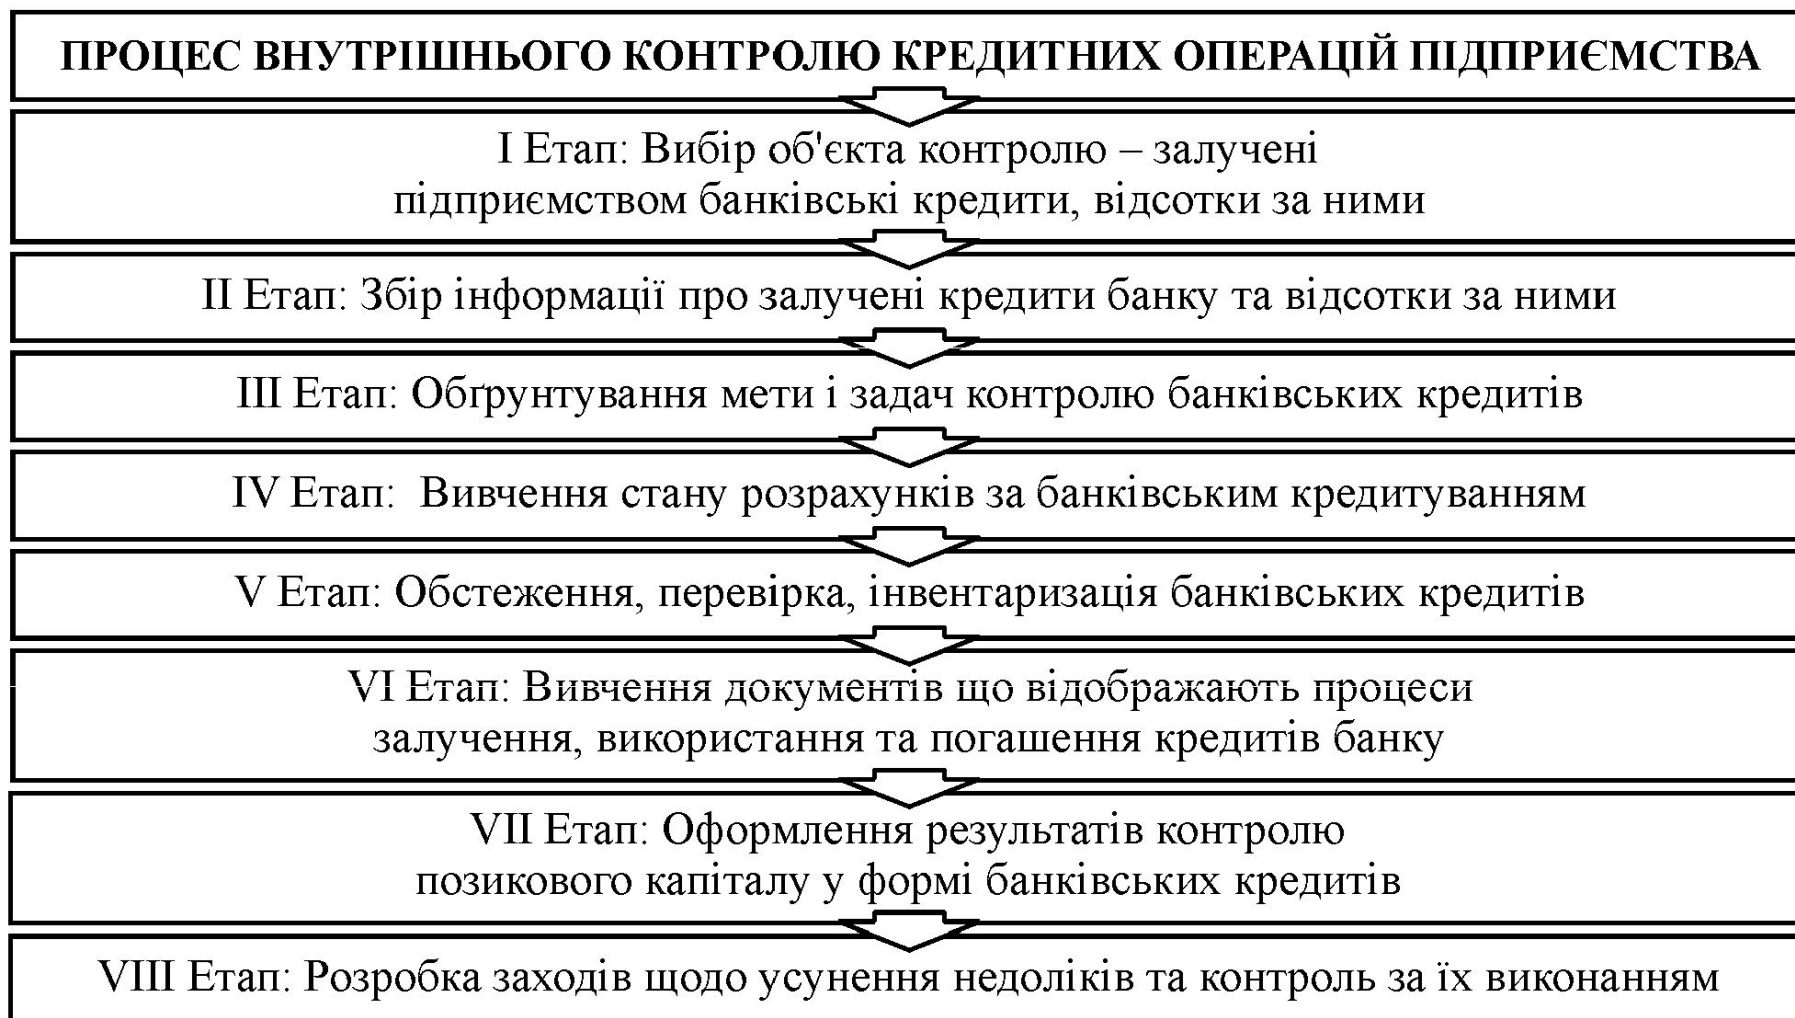 ПРОЦЕС ВНУТРІШНЬОГО КОНТРОЛЮ КРЕДИТНИХ ОПЕРАЦІЙ ПІДПРИЄМСТВА
І Етап: Вибір об'єкта контролю – залучені
підприємством банківські кредити, відсотки за ними
ІІ Етап: Збір інформації про залучені кредити банку та відсотки за ними
ІІІ Етап: Обґрунтування мети і задач контролю банківських кредитів
IV Етап: Вивчення стану розрахунків за банківським кредитуванням
V Етап: Обстеження, перевірка, інвентаризація банківських кредитів
VI Етап: Вивчення документів що відображають процеси
залучення, використання та погашення кредитів банку
VII Етап: Оформлення результатів контролю
позикового капіталу у формі банківських кредитів
VIII Етап: Розробка заходів щодо усунення недоліків та контроль за їх виконанням